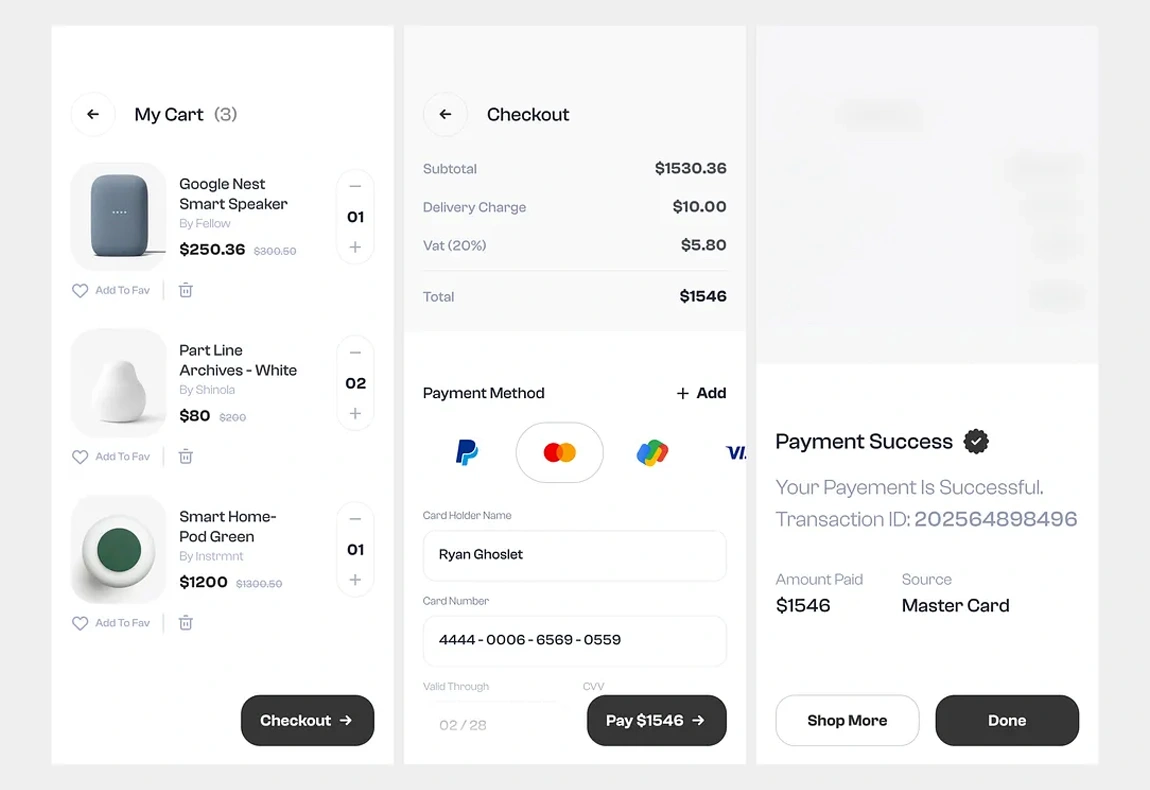 My Cart (3)
Google Nest
Smart Speaker
By Fellow
$250.36 $300.50
01
Add To Fav
Part Line
Archives - White
By Shinola
$80 $200
02
Add To Fav
Smart Home-
Pod Green
By Instrmnt
$1200 $1300.50
01
Add To Fav
Checkout
Checkout
Subtotal $1530.36
Delivery Charge $10.00
Vat (20%) $5.80
Total $1546
Payment Method + Add
VI
Card Holder Name
Ryan Ghoslet
Card Number
4444 - 0006 - 6569 - 0559
Valid Through CVV
02 / 28
Pay $1546
Payment Success
Your Payement Is Successful.
Transaction ID: 202564898496
Amount Paid Source
$1546 Master Card
Shop More Done